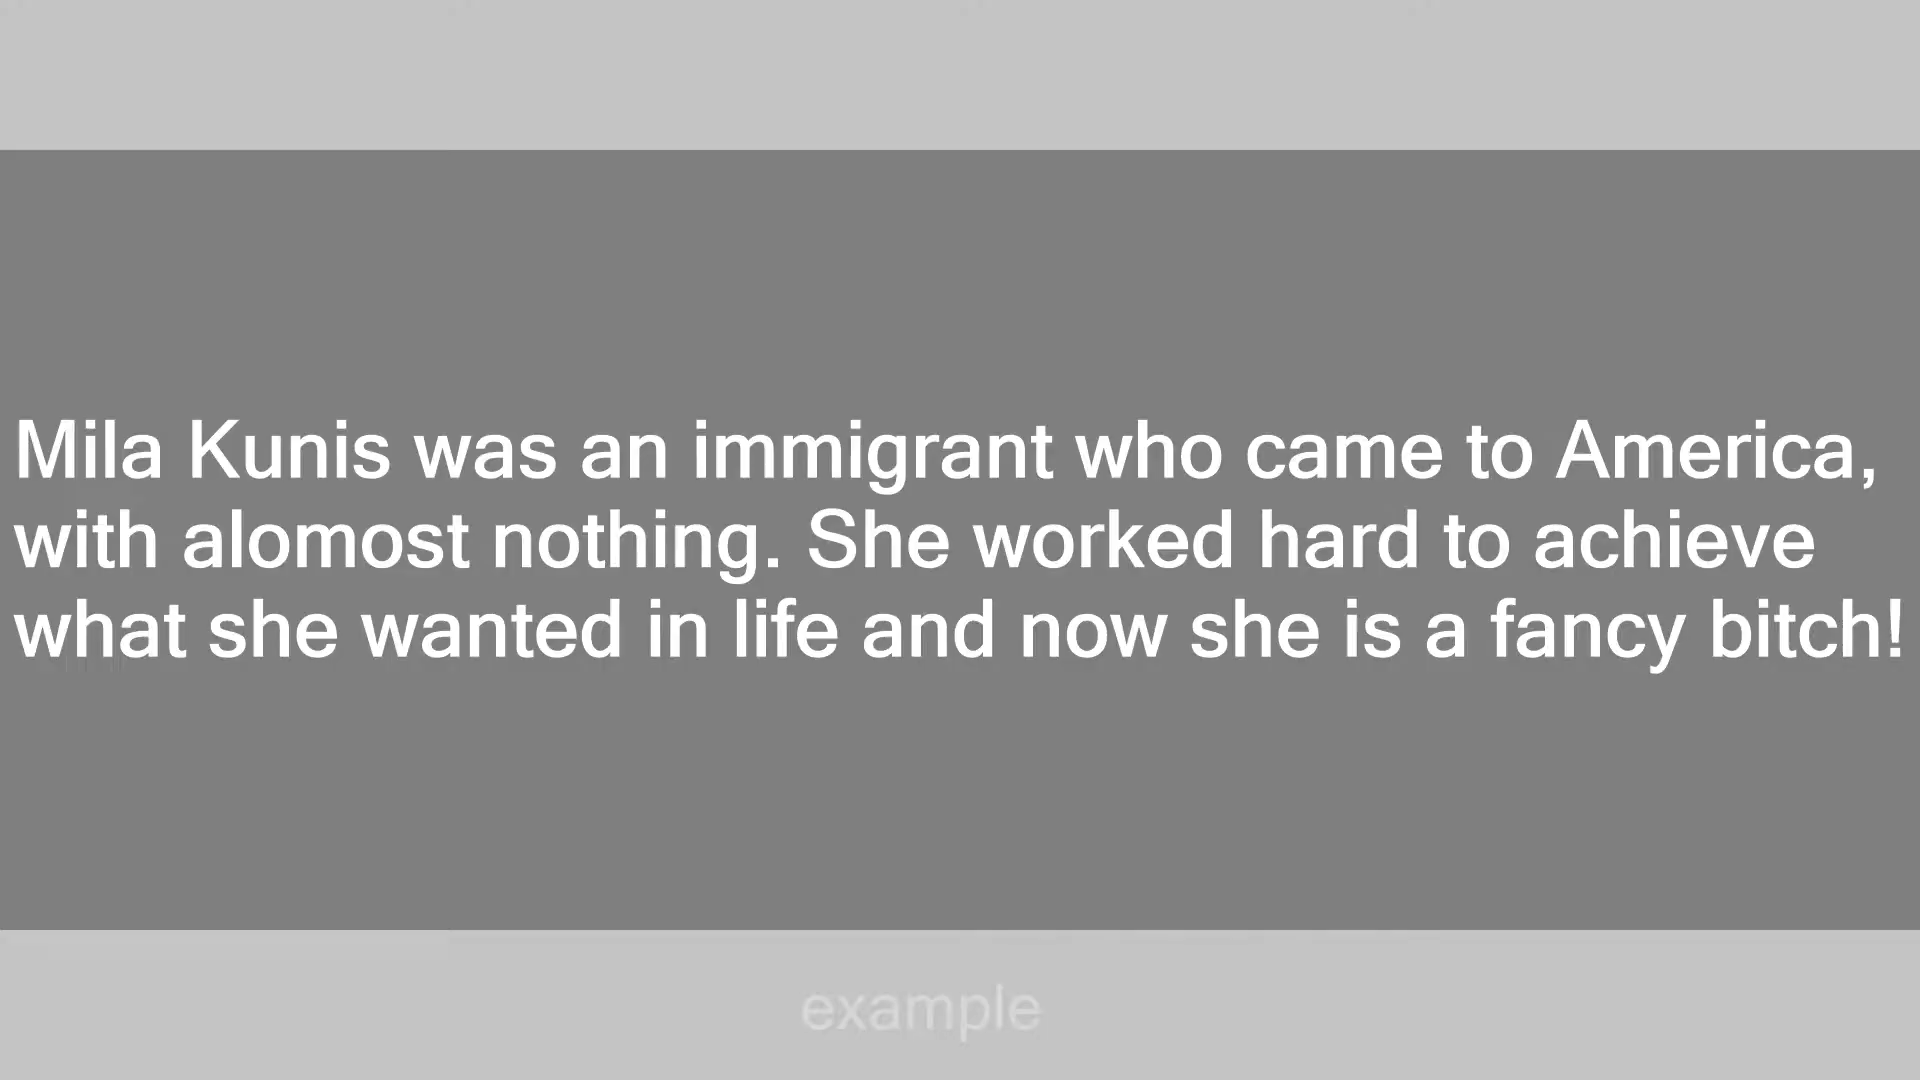 Mila Kunis was an immigrant who came to America,
with alomost nothing. She worked hard to achieve
what she wanted in life and now she is a fancy bitch!
example